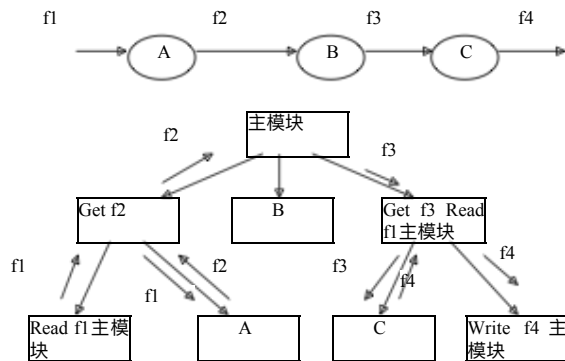 f1 f2 f3 f4
A B C
主模块
f2 f3
Get f2
B
Get f3 Read
f1主模块
f1 f1 f2 f3 f4 f4
Read f1主模
块
A
C
Write f4 主
模块